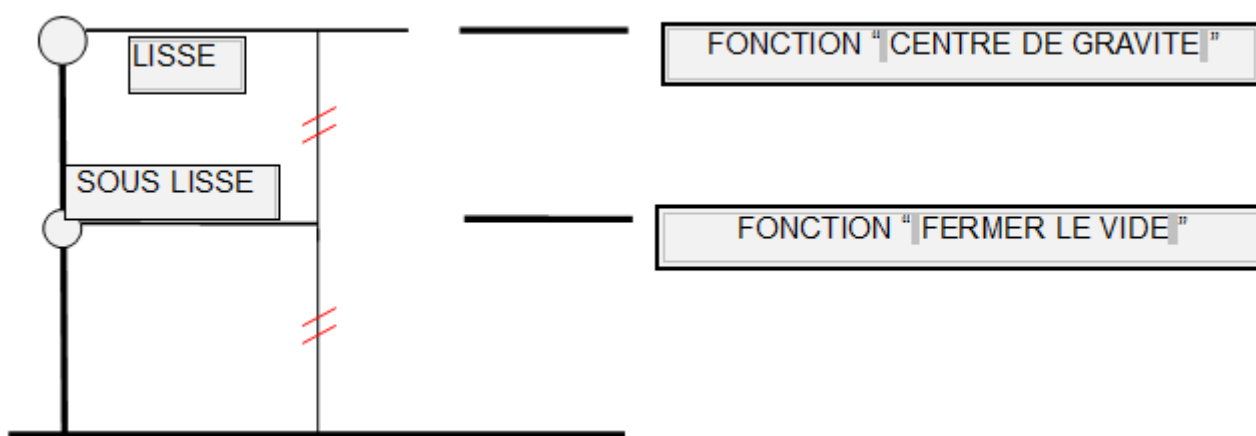 LISSE
FONCTION “ CENTRE DE GRAVITE ”
SOUS LISSE
FONCTION “ FERMER LE VIDE ”